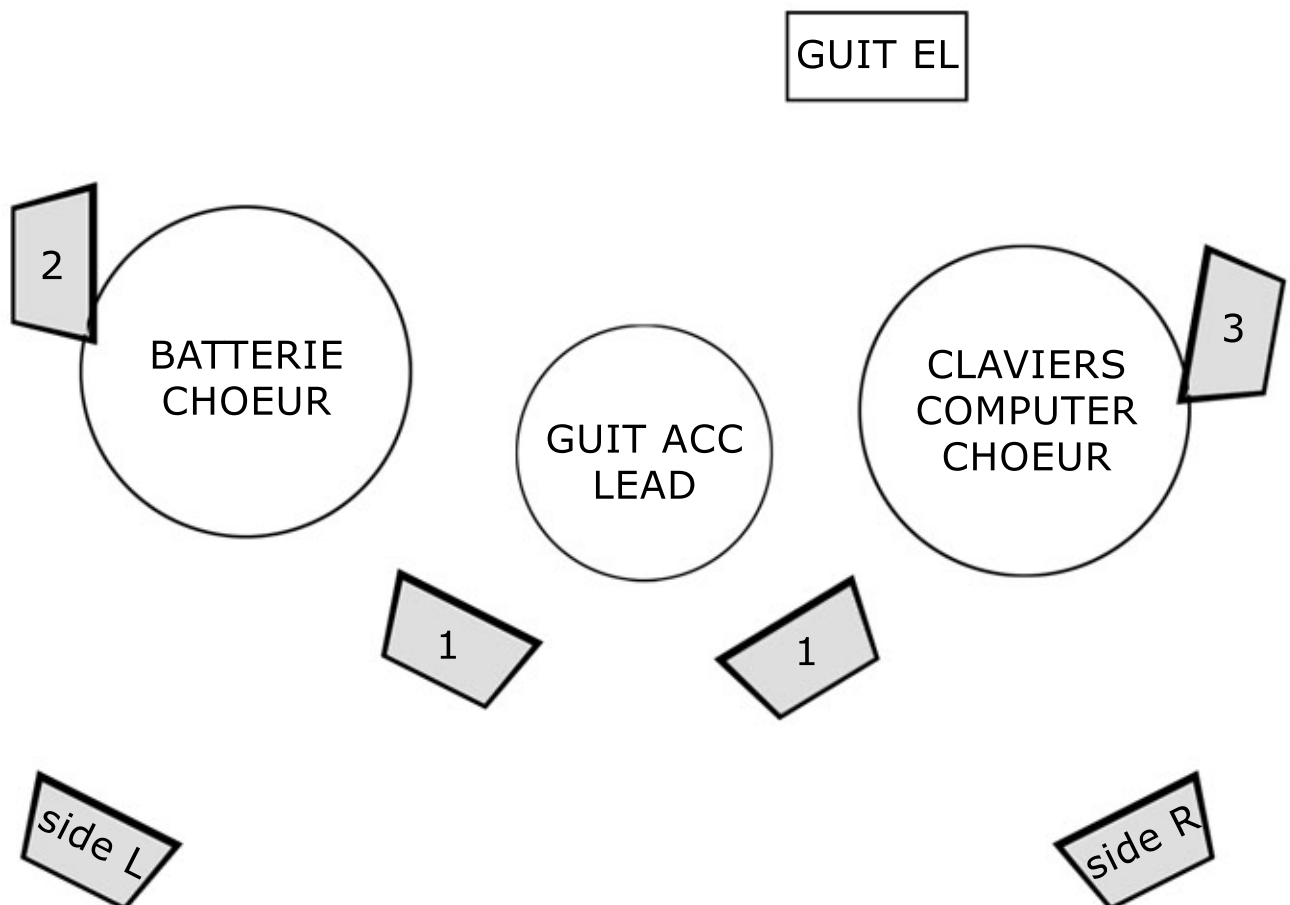 GUIT EL
2
BATTERIE
CHOEUR
GUIT ACC
LEAD
CLAVIERS
COMPUTER
CHOEUR
3
1
1
side L
side R